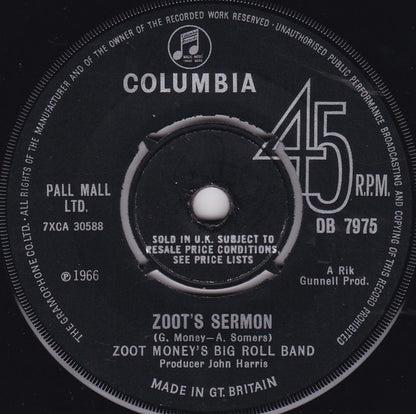 ALL RIGHTS OF THE MANUFACTURER AND OF THE OWNER OF THE RECORDED WORK RESERVED · UNAUTHORISED PUBLIC PERFORMANCE BROADCASTING AND COPYING OF THIS RECORD PROHIBITED
THE GRAMOPHONE CO. LTD.
COLUMBIA
45
R.P.M.
PALL MALL
LTD.
7XCA 30588
DB 7975
SOLD IN U.K. SUBJECT TO
RESALE PRICE CONDITIONS,
SEE PRICE LISTS
℗1966
A Rik
Gunnell Prod.
ZOOT'S SERMON
(G. Money—A. Somers)
ZOOT MONEY'S BIG ROLL BAND
Producer John Harris
MADE IN GT. BRITAIN